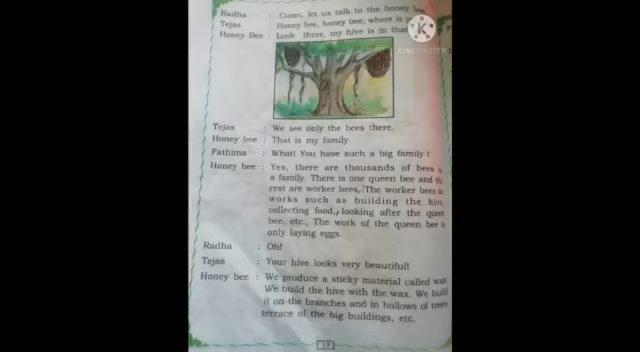 Radha : Come, let us talk to the honey bee.
Tejas : Honey bee, honey bee, where is
Honey Bee : Look there, my hive is in that
KINEMASTER
Tejas : We see only the bees there.
Honey bee : That is my family.
Fathima : What! You have such a big family !
Honey bee : Yes, there are thousands of bees
a family. There is one queen bee and the
rest are worker bees. The worker bees do
works such as building the hive,
collecting food, looking after the queen
bee, etc., The work of the queen bee is
only laying eggs.
Radha : Oh!
Tejas : Your hive looks very beautiful!
Honey bee : We produce a sticky material called wax.
We build the hive with the wax. We build
it on the branches and in hollows of trees,
terrace of the big buildings, etc.
13